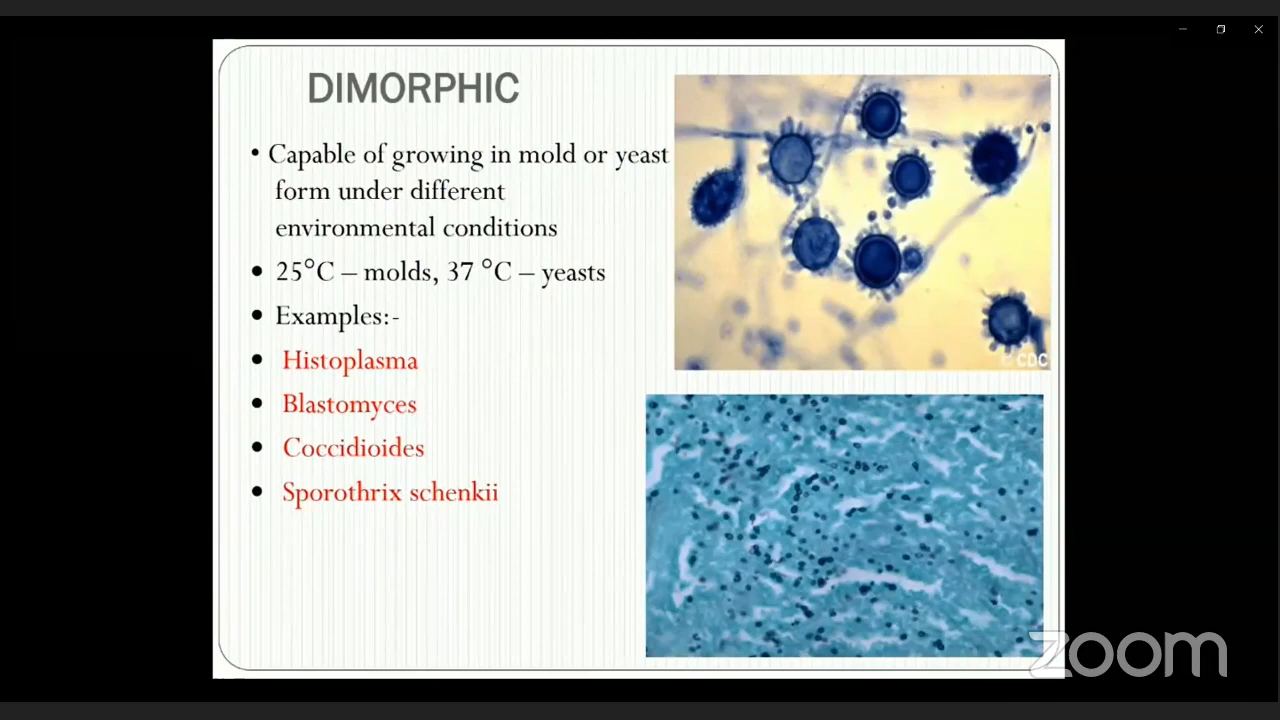 DIMORPHIC
• Capable of growing in mold or yeast
form under different
environmental conditions
• 25°C – molds, 37 °C – yeasts
• Examples:-
• Histoplasma
• Blastomyces
• Coccidioides
• Sporothrix schenkii
© CDC
zoom